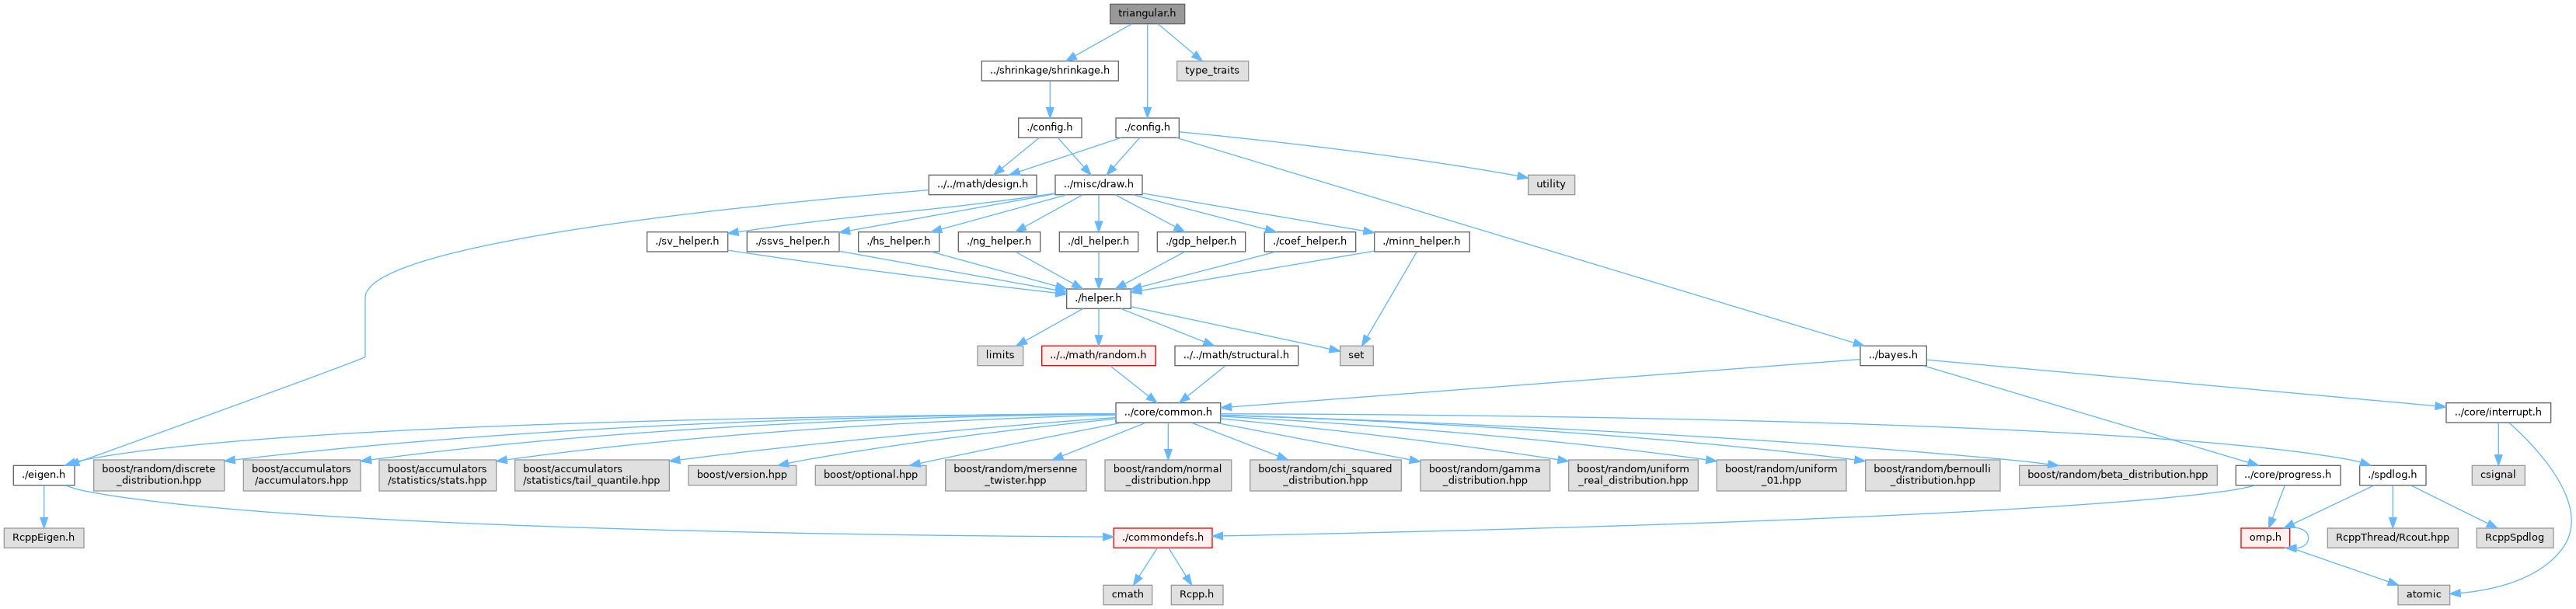 triangular.h
../shrinkage/shrinkage.h
type_traits
./config.h
./config.h
../../math/design.h
../misc/draw.h
utility
./sv_helper.h
./ssvs_helper.h
./hs_helper.h
./ng_helper.h
./dl_helper.h
./gdp_helper.h
./coef_helper.h
./minn_helper.h
./helper.h
limits
../../math/random.h
../../math/structural.h
set
../bayes.h
../core/common.h
../core/interrupt.h
./eigen.h
boost/random/discrete
_distribution.hpp
boost/accumulators
/accumulators.hpp
boost/accumulators
/statistics/stats.hpp
boost/accumulators
/statistics/tail_quantile.hpp
boost/version.hpp
boost/optional.hpp
boost/random/mersenne
_twister.hpp
boost/random/normal
_distribution.hpp
boost/random/chi_squared
_distribution.hpp
boost/random/gamma
_distribution.hpp
boost/random/uniform
_real_distribution.hpp
boost/random/uniform
_01.hpp
boost/random/bernoulli
_distribution.hpp
boost/random/beta_distribution.hpp
../core/progress.h
./spdlog.h
csignal
RcppEigen.h
./commondefs.h
omp.h
RcppThread/Rcout.hpp
RcppSpdlog
cmath
Rcpp.h
atomic